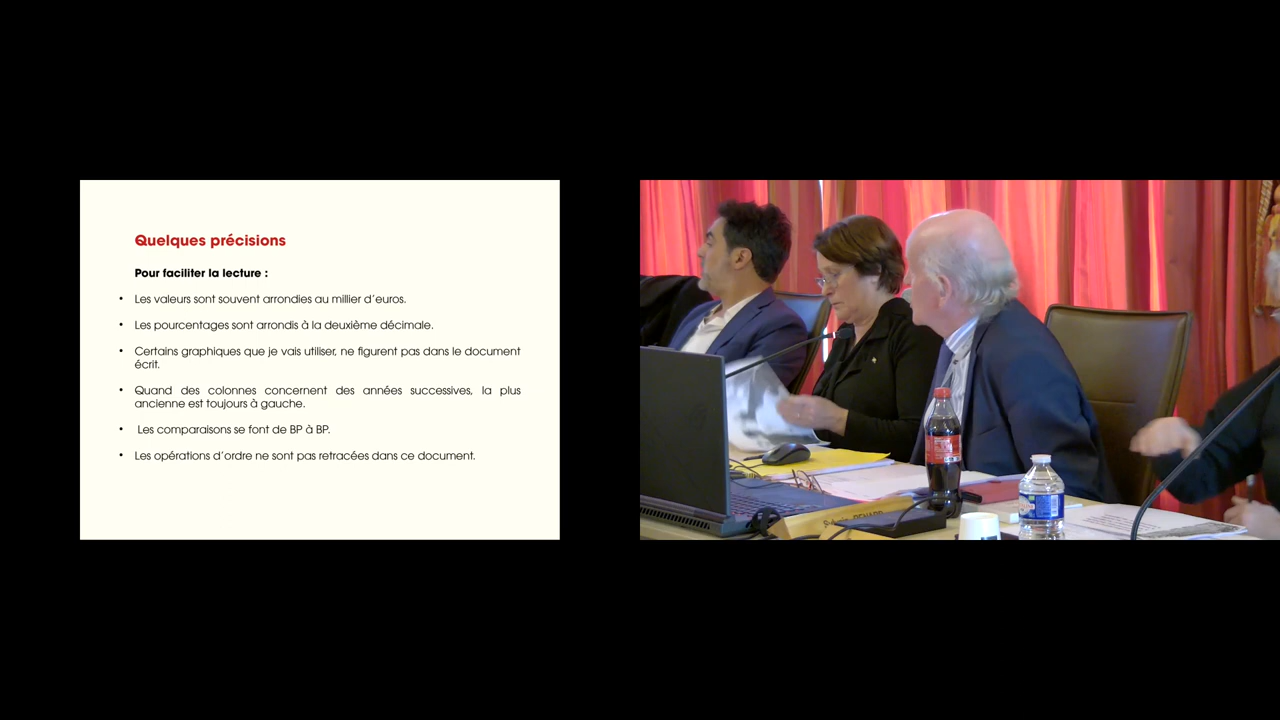 Quelques précisions
Pour faciliter la lecture :
• Les valeurs sont souvent arrondies au millier d'euros.
• Les pourcentages sont arrondis à la deuxième décimale.
• Certains graphiques que je vais utiliser, ne figurent pas dans le document
écrit.
• Quand des colonnes concernent des années successives, la plus
ancienne est toujours à gauche.
• Les comparaisons se font de BP à BP.
• Les opérations d'ordre ne sont pas retracées dans ce document.